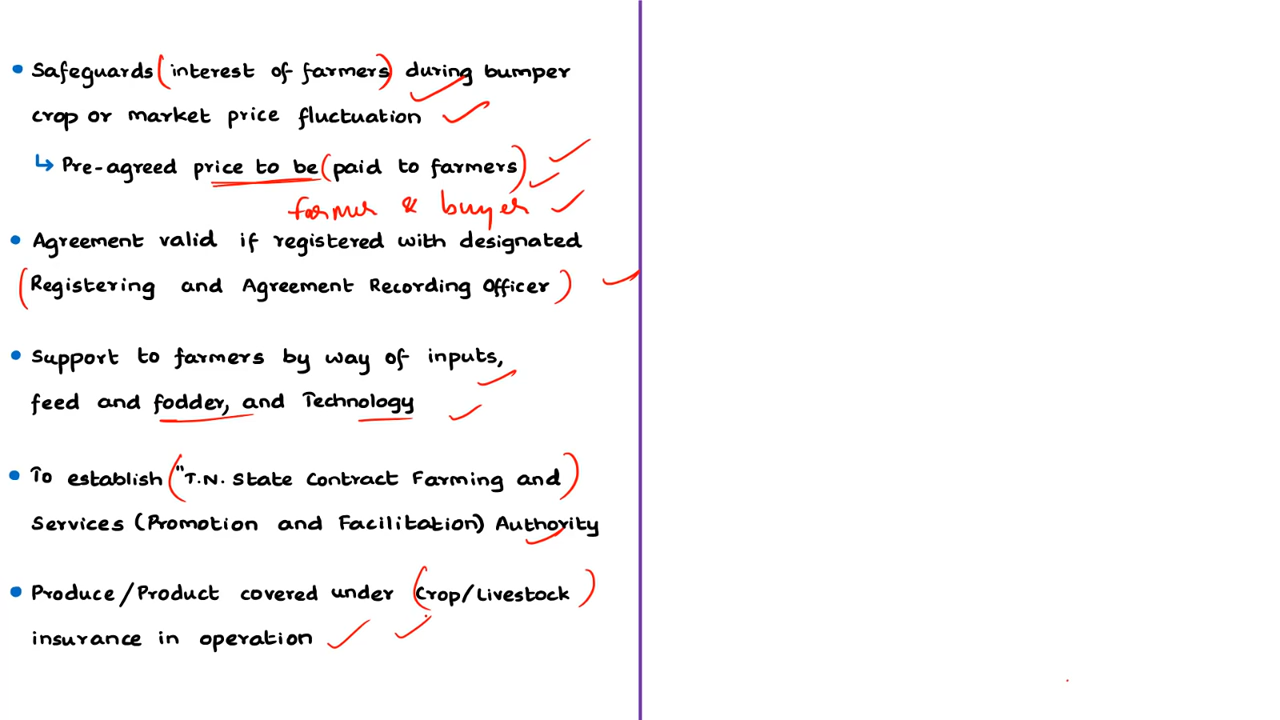 • Safeguards (interest of farmers) during bumper
crop or market price fluctuation
↳ Pre-agreed price to be (paid to farmers)
farmer & buyer
• Agreement valid if registered with designated
(Registering and Agreement Recording Officer)
• Support to farmers by way of inputs,
feed and fodder, and Technology
• To establish ("T.N. State Contract Farming and)
Services (Promotion and Facilitation) Authority
• Produce/Product covered under (Crop/Livestock)
insurance in operation